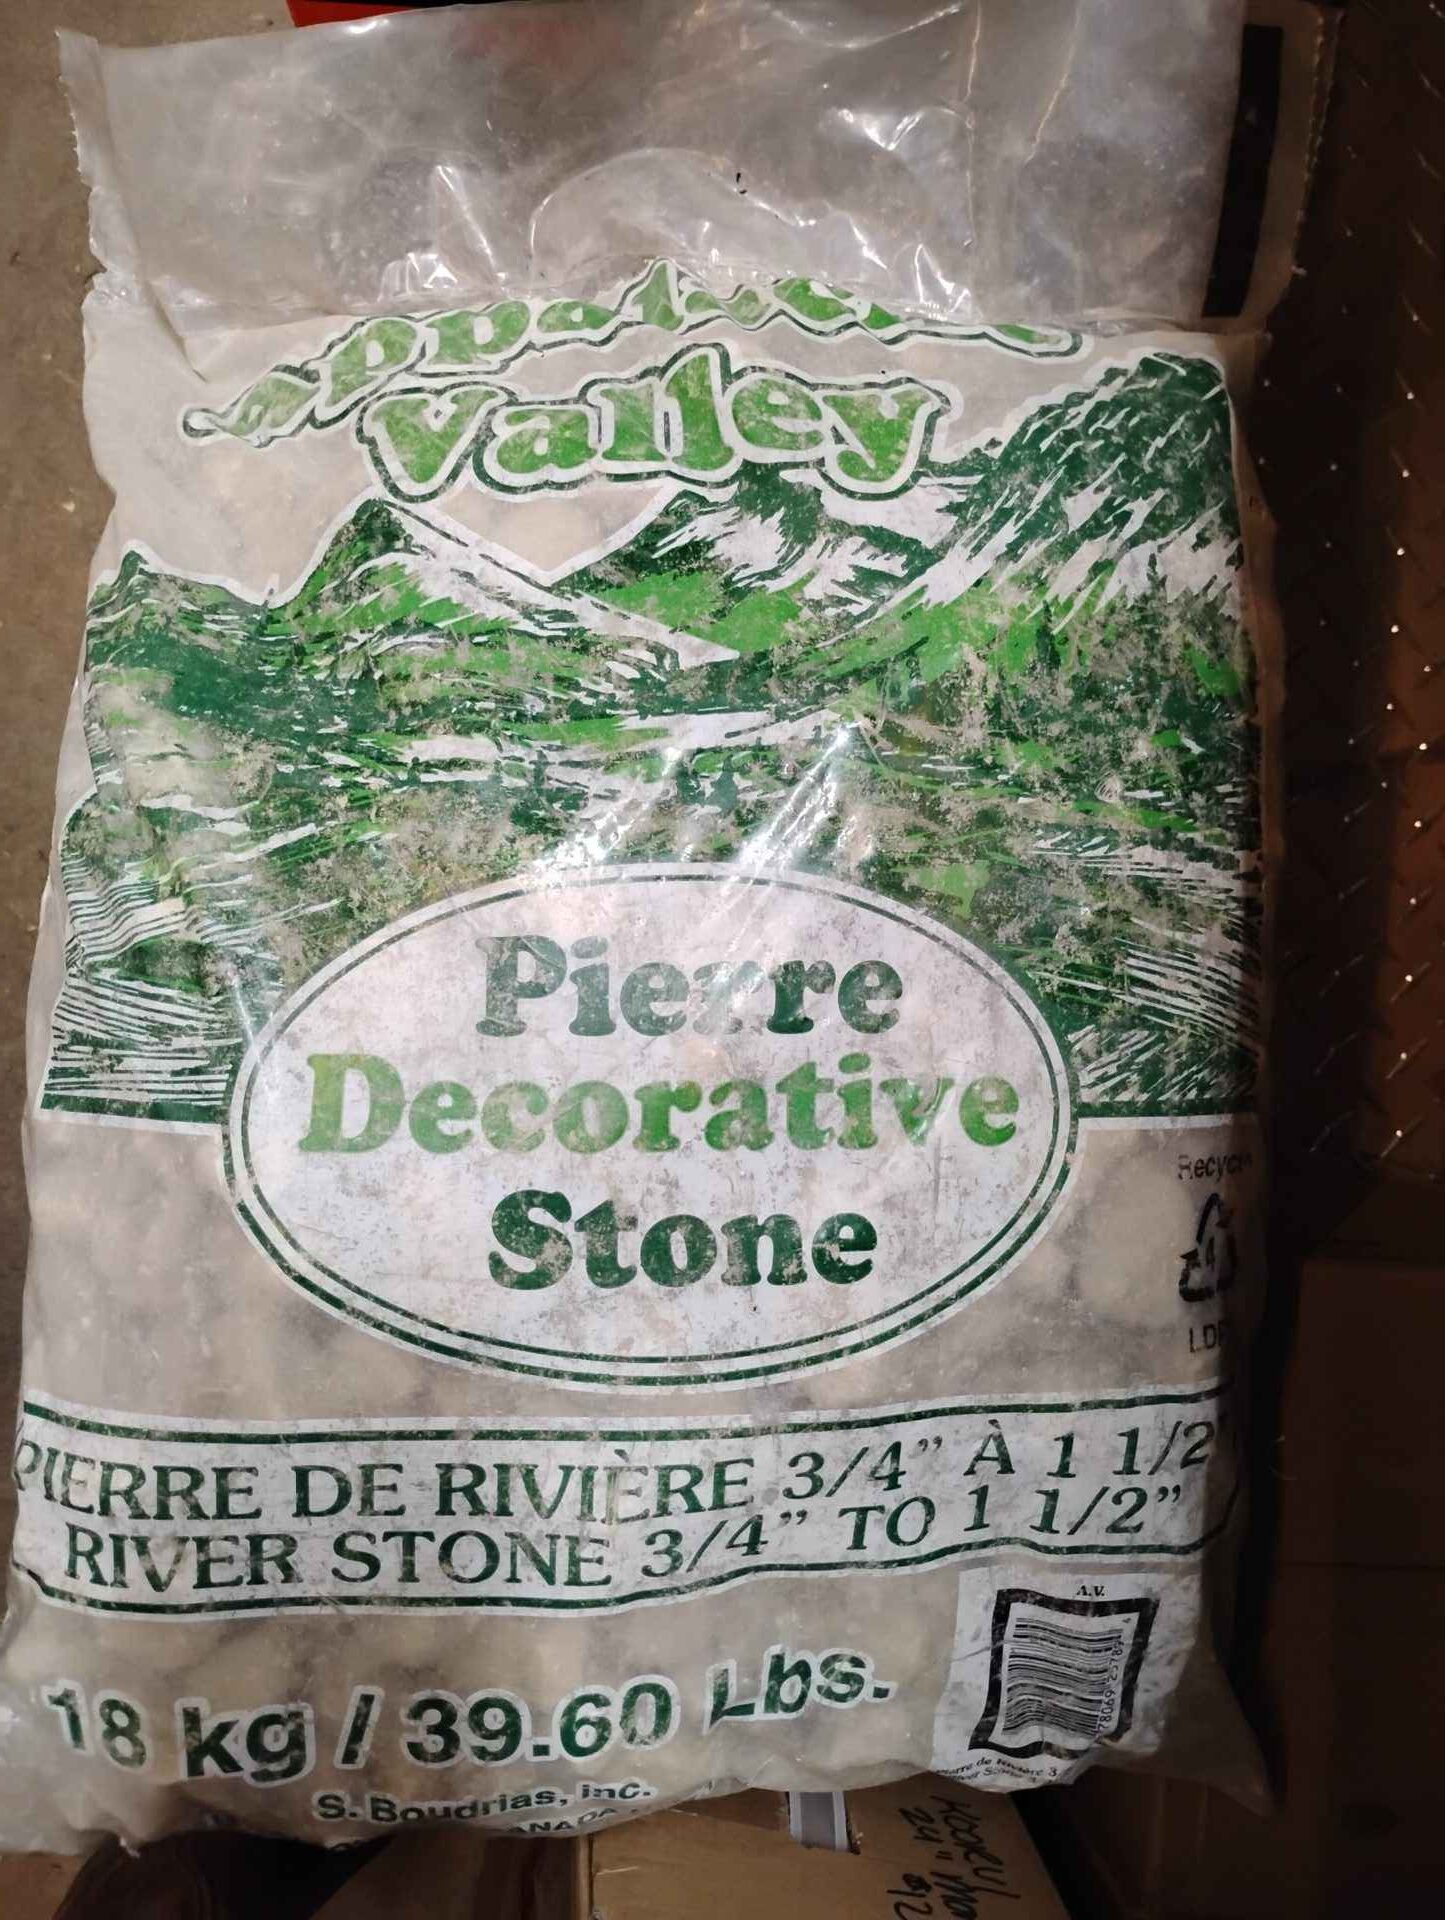 Valley
Pierre
Decorative
Stone
PIERRE DE RIVIÈRE 3/4" À 1 1/2"
RIVER STONE 3/4" TO 1 1/2"
A.V.
18 kg / 39.60 Lbs.
S. Boudrias, inc.
24"